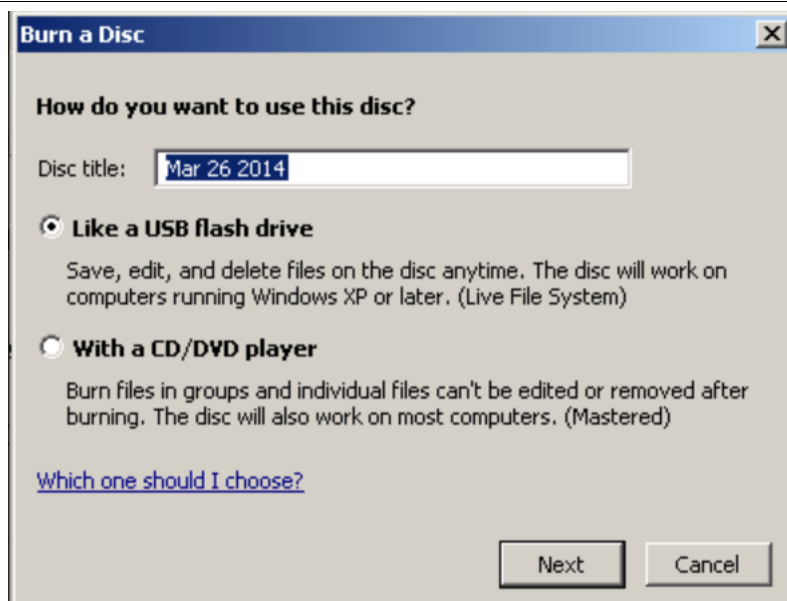 Burn a Disc
How do you want to use this disc?
Disc title: Mar 26 2014
Like a USB flash drive
Save, edit, and delete files on the disc anytime. The disc will work on
computers running Windows XP or later. (Live File System)
With a CD/DVD player
Burn files in groups and individual files can't be edited or removed after
burning. The disc will also work on most computers. (Mastered)
Which one should I choose?
Next Cancel